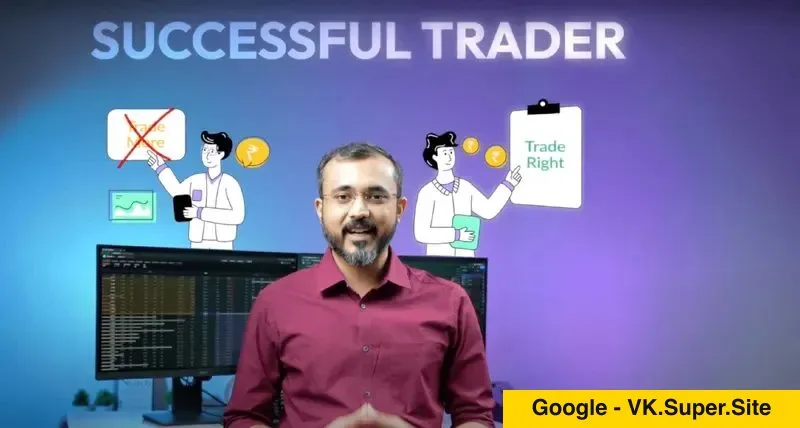 SUCCESSFUL TRADER
Trade
More
Trade
Right
Google - VK.Super.Site